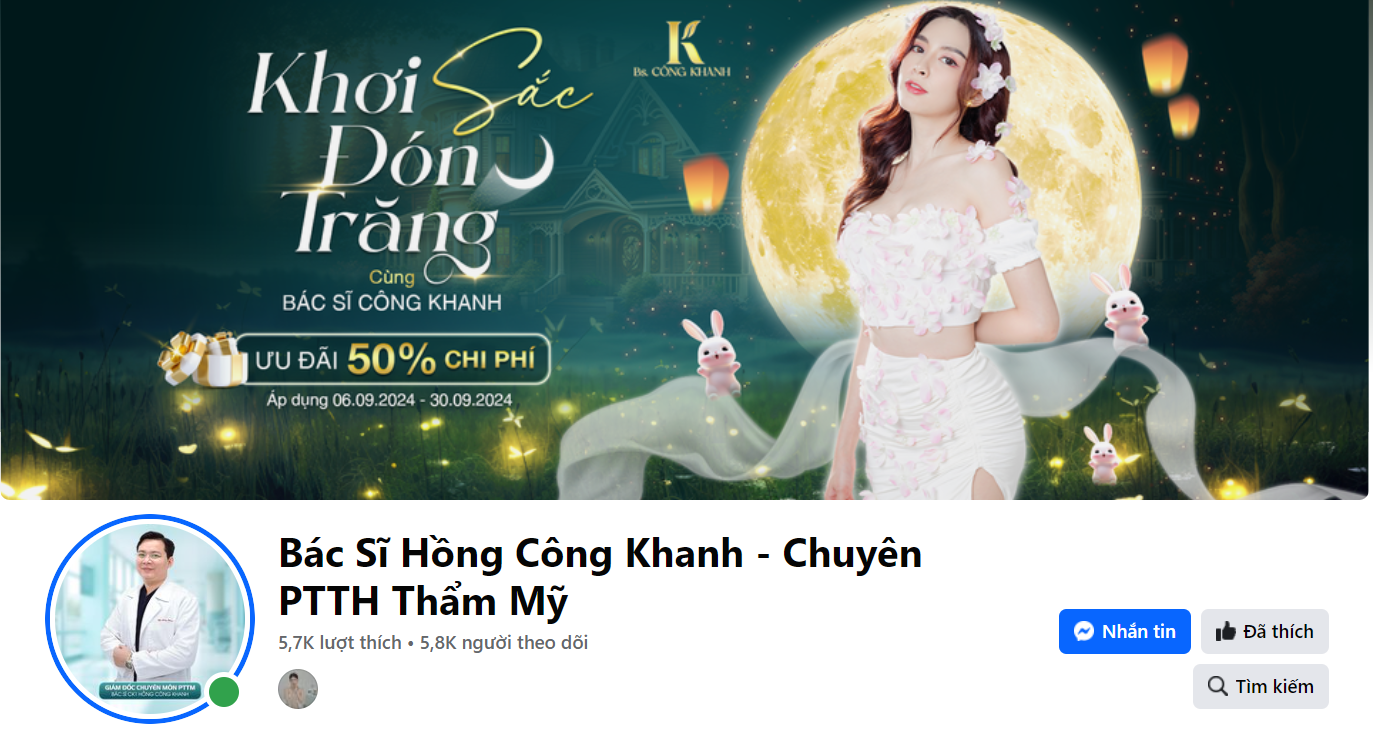 Khơi Sắc
Đón
Trăng
Cùng
BÁC SĨ CÔNG KHANH
ƯU ĐÃI 50% CHI PHÍ
Áp dụng 06.09.2024 - 30.09.2024
K
Bs. CÔNG KHANH
GIÁM ĐỐC CHUYÊN MÔN PTTM
BÁC SĨ CKI HỒNG CÔNG KHANH
Bác Sĩ Hồng Công Khanh - Chuyên
PTTH Thẩm Mỹ
5,7K lượt thích • 5,8K người theo dõi
Nhắn tin
Đã thích
Tìm kiếm